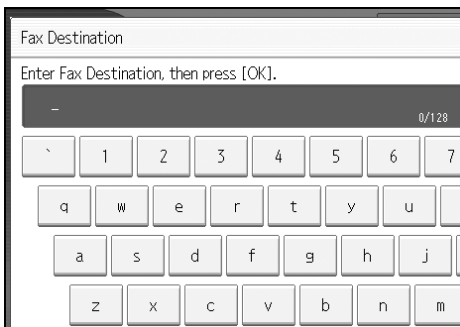 Fax Destination
Enter Fax Destination, then press [OK].
_
0/128
` 1 2 3 4 5 6 7
q w e r t y u
a s d f g h j
z x c v b n m